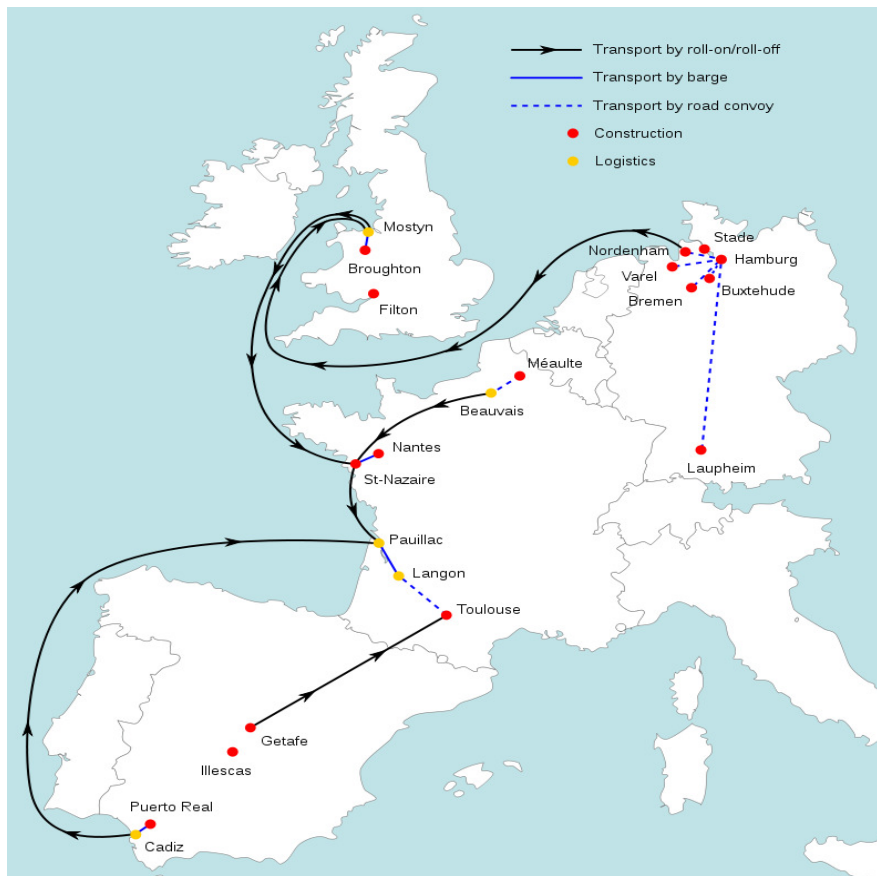 Transport by roll-on/roll-off
Transport by barge
Transport by road convoy
Construction
Logistics
Mostyn
Broughton
Filton
Stade
Nordenham
Hamburg
Varel
Buxtehude
Bremen
Méaulte
Beauvais
Nantes
St-Nazaire
Laupheim
Pauillac
Langon
Toulouse
Getafe
Illescas
Puerto Real
Cadiz